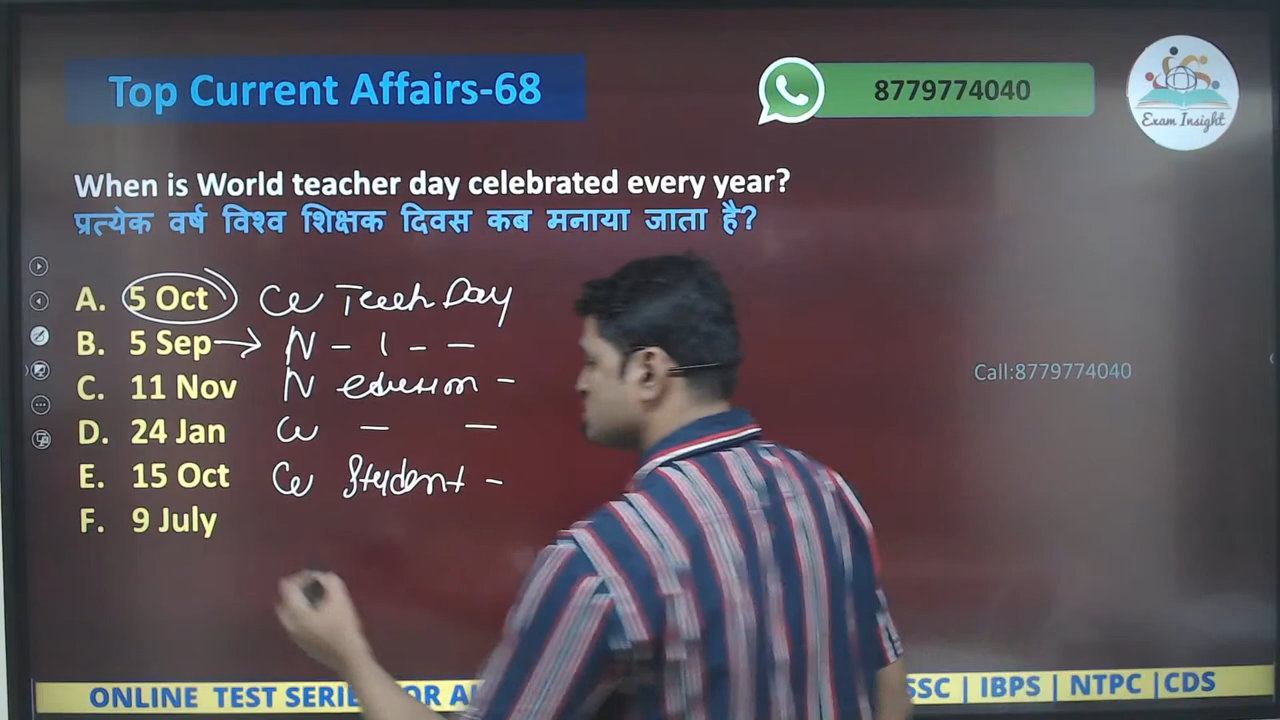 Top Current Affairs-68
8779774040
Exam Insight
When is World teacher day celebrated every year?
प्रत्येक वर्ष विश्व शिक्षक दिवस कब मनाया जाता है?
A. 5 Oct Teech Day
B. 5 Sep → N - 1 - -
C. 11 Nov N -
D. 24 Jan - -
E. 15 Oct Student -
F. 9 July
Call:8779774040
ONLINE TEST SERIE OR A SSC | IBPS | NTPC |CDS